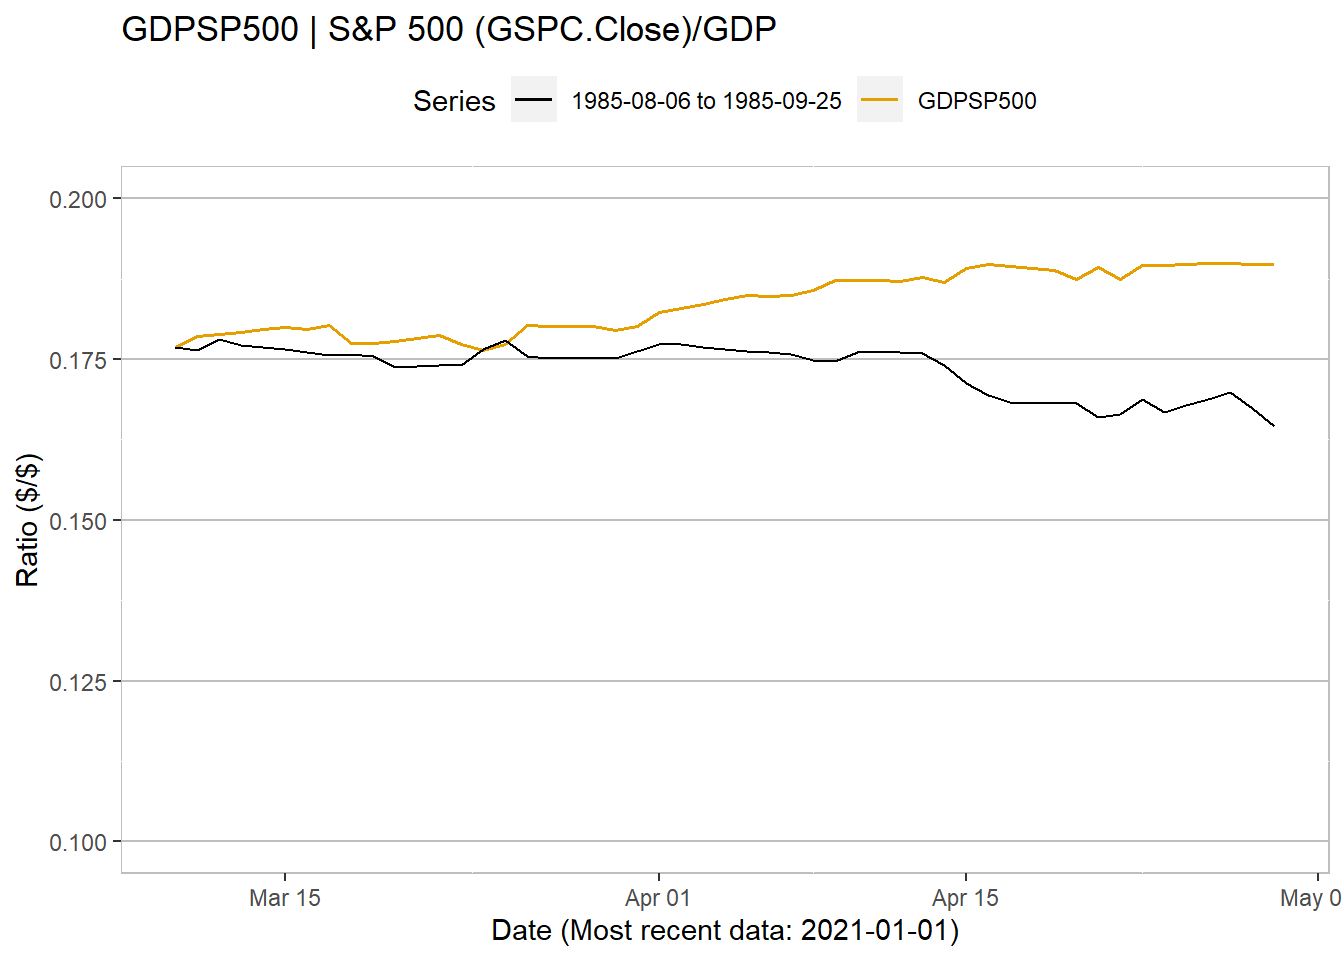 GDPSP500 | S&P 500 (GSPC.Close)/GDP
Series 1985-08-06 to 1985-09-25 GDPSP500
0.200
0.175
0.150
0.125
0.100
Ratio ($/$)
Mar 15 Apr 01 Apr 15 May 0
Date (Most recent data: 2021-01-01)